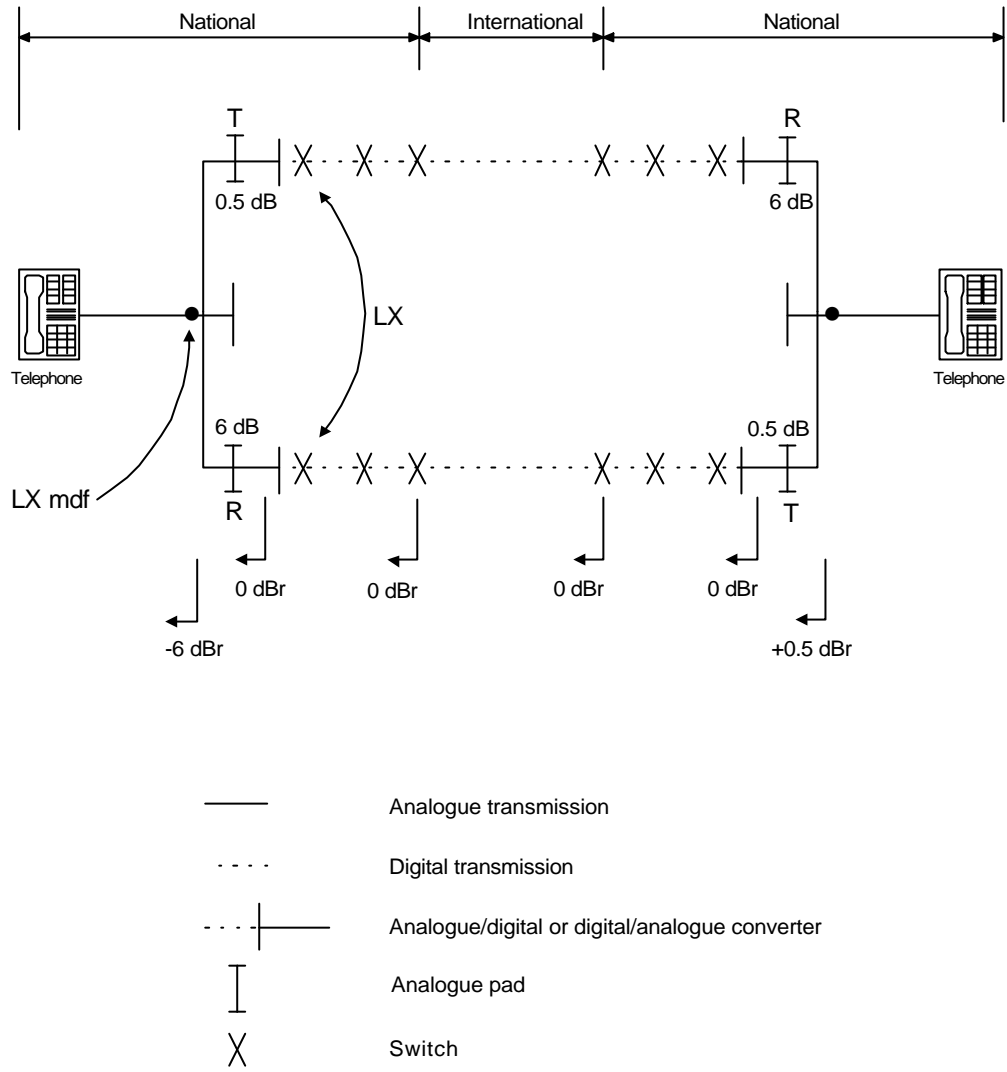 National
International
National
T
R
0.5 dB
6 dB
LX
Telephone
Telephone
6 dB
0.5 dB
LX mdf
R
T
0 dBr
0 dBr
0 dBr
0 dBr
-6 dBr
+0.5 dBr
Analogue transmission
Digital transmission
Analogue/digital or digital/analogue converter
Analogue pad
Switch